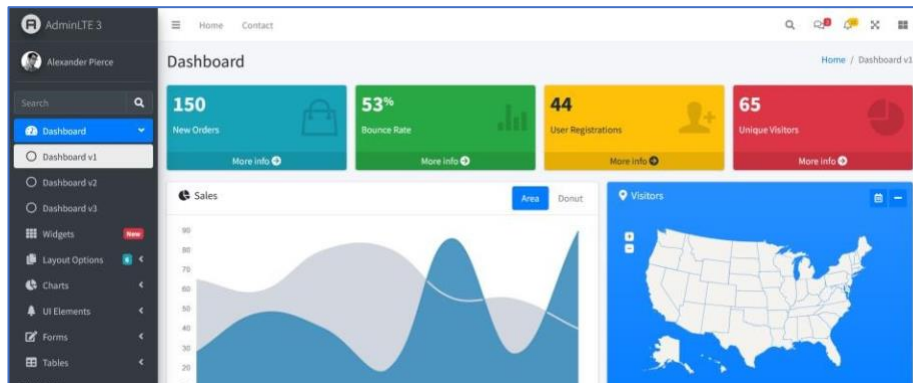 AdminLTE 3
Home Contact
Alexander Pierce
Dashboard
Home / Dashboard v1
Search
Dashboard
Dashboard v1
Dashboard v2
Dashboard v3
Widgets New
Layout Options 6
Charts
UI Elements
Forms
Tables
150
New Orders
More info
53%
Bounce Rate
More info
44
User Registrations
More info
65
Unique Visitors
More info
Sales
Area Donut
90
80
70
60
50
40
30
20
Visitors
+
-